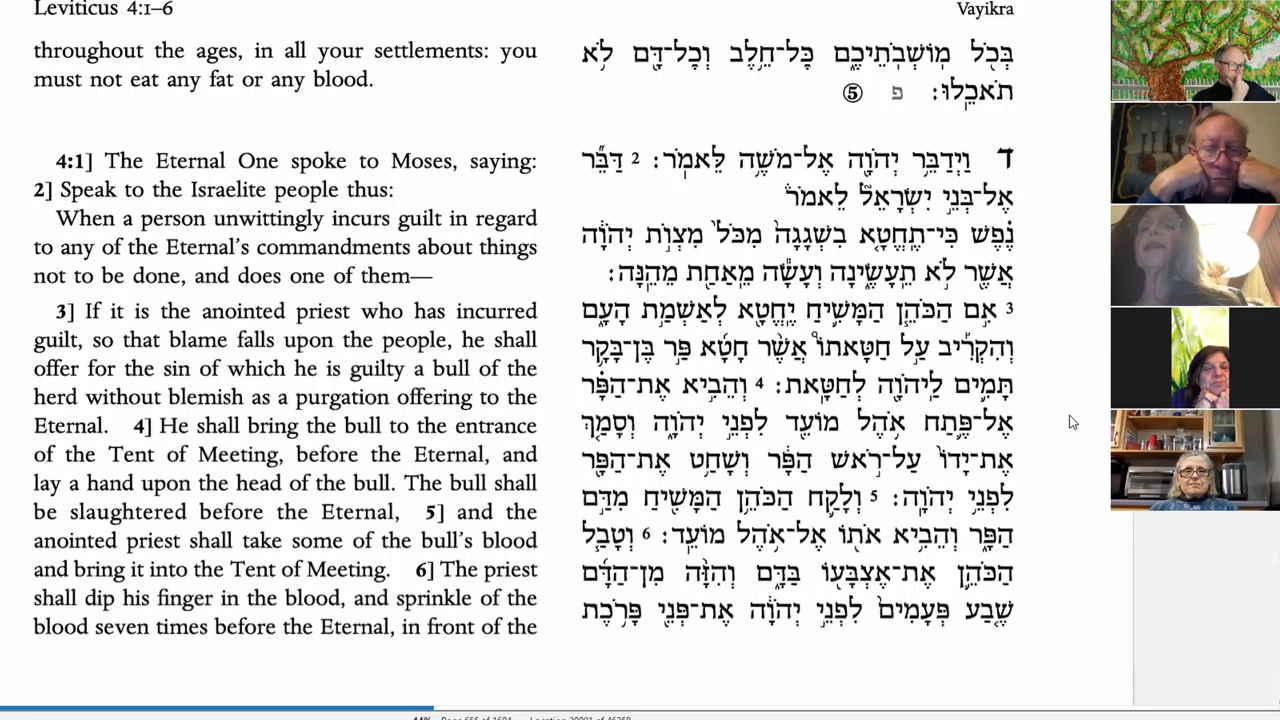 Leviticus 4:1–6
Vayikra
throughout the ages, in all your settlements: you
must not eat any fat or any blood.
4:1] The Eternal One spoke to Moses, saying:
2] Speak to the Israelite people thus:
When a person unwittingly incurs guilt in regard
to any of the Eternal’s commandments about things
not to be done, and does one of them—
3] If it is the anointed priest who has incurred
guilt, so that blame falls upon the people, he shall
offer for the sin of which he is guilty a bull of the
herd without blemish as a purgation offering to the
Eternal. 4] He shall bring the bull to the entrance
of the Tent of Meeting, before the Eternal, and
lay a hand upon the head of the bull. The bull shall
be slaughtered before the Eternal, 5] and the
anointed priest shall take some of the bull’s blood
and bring it into the Tent of Meeting. 6] The priest
shall dip his finger in the blood, and sprinkle of the
blood seven times before the Eternal, in front of the
בְּכֹ֖ל מֽוֹשְׁבֹתֵיכֶ֑ם כׇּל־חֵ֥לֶב וְכׇל־דָּ֖ם לֹ֥א
תֹאכֵֽלוּ׃ פ ⑤
ד וַיְדַבֵּ֥ר יְהֹוָ֖ה אֶל־מֹשֶׁ֥ה לֵּאמֹֽר׃ 2 דַּבֵּ֞ר
אֶל־בְּנֵ֣י יִשְׂרָאֵל֮ לֵאמֹר֒
נֶ֗פֶשׁ כִּֽי־תֶחֱטָ֤א בִשְׁגָגָה֙ מִכֹּל֙ מִצְוֺ֣ת יְהֹוָ֔ה
אֲשֶׁ֖ר לֹ֣א תֵעָשֶׂ֑ינָה וְעָשָׂ֕ה מֵאַחַ֖ת מֵהֵֽנָּה׃
3 אִ֣ם הַכֹּהֵ֧ן הַמָּשִׁ֛יחַ יֶחֱטָ֖א לְאַשְׁמַ֣ת הָעָ֑ם
וְהִקְרִ֡יב עַ֣ל חַטָּאתוֹ֩ אֲשֶׁ֨ר חָטָ֜א פַּ֣ר בֶּן־בָּקָ֥ר
תָּמִ֛ים לַיהֹוָ֖ה לְחַטָּֽאת׃ 4 וְהֵבִ֣יא אֶת־הַפָּ֗ר
אֶל־פֶּ֛תַח אֹ֥הֶל מוֹעֵ֖ד לִפְנֵ֣י יְהֹוָ֑ה וְסָמַ֤ךְ
אֶת־יָדוֹ֙ עַל־רֹ֣אשׁ הַפָּ֔ר וְשָׁחַ֥ט אֶת־הַפָּ֖ר
לִפְנֵ֥י יְהֹוָֽה׃ 5 וְלָקַ֛ח הַכֹּהֵ֥ן הַמָּשִׁ֖יחַ מִדַּ֣ם
הַפָּ֑ר וְהֵבִ֥יא אֹת֖וֹ אֶל־אֹ֥הֶל מוֹעֵֽד׃ 6 וְטָבַ֧ל
הַכֹּהֵ֛ן אֶת־אֶצְבָּע֖וֹ בַּדָּ֑ם וְהִזָּ֨ה מִן־הַדָּ֜ם
שֶׁ֤בַע פְּעָמִים֙ לִפְנֵ֣י יְהֹוָ֔ה אֶת־פְּנֵ֖י פָּרֹ֥כֶת